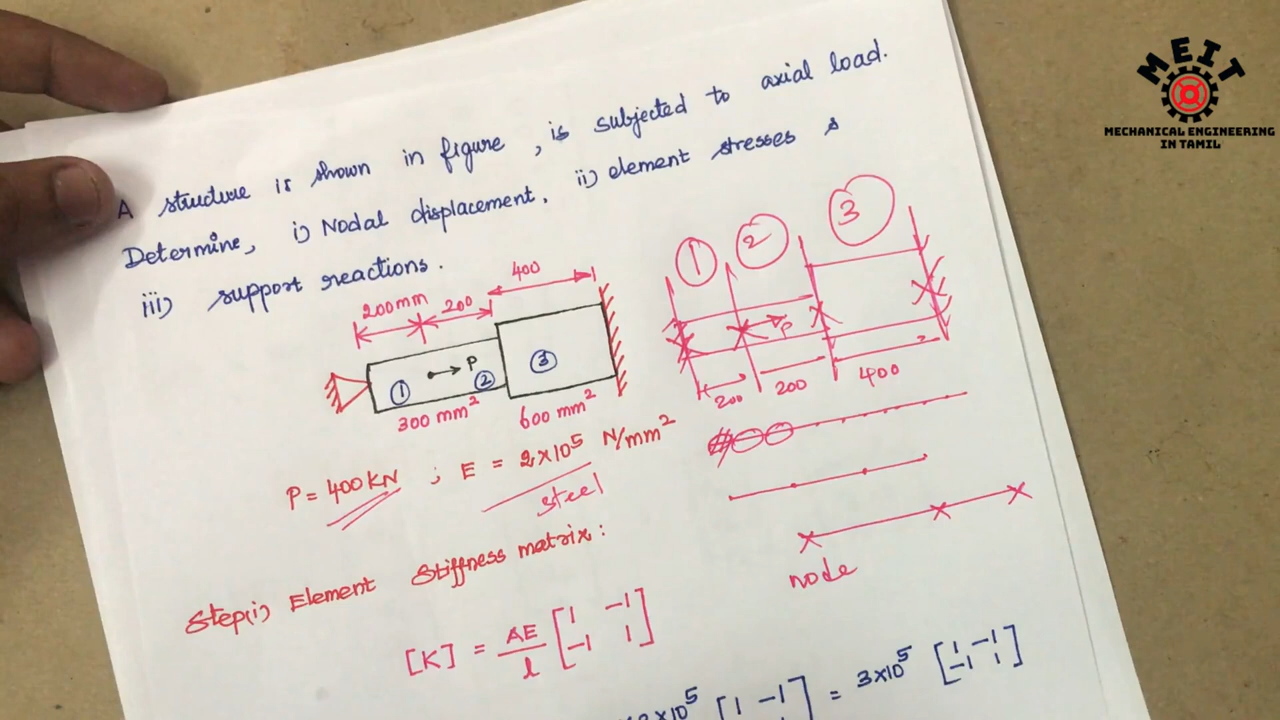 MEIT
MECHANICAL ENGINEERING
IN TAMIL
A structure is shown in figure, is subjected to axial load.
Determine, i) Nodal displacement. ii) element stresses &
iii) support reactions.
200mm 200 400
P
1 2 3
300 mm² 600 mm²
1 2 3
P
200 200 400
P = 400 KN ; E = 2×10⁵ N/mm²
steel
node
Step(i) Element Stiffness matrix:
[K] = AE/l [1 -1
-1 1]
×10⁵ [1 -1 ] = 3×10⁵ [1 -1
-1 1]